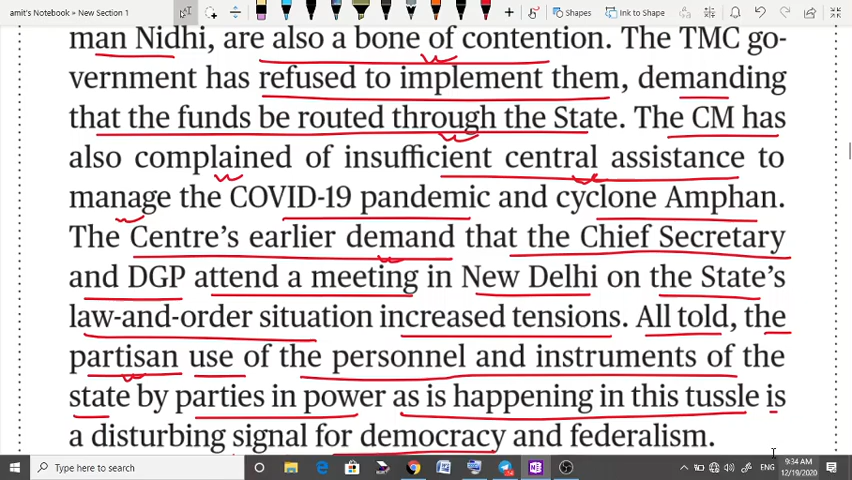 amit's Notebook » New Section 1
Shapes
Ink to Shape
man Nidhi, are also a bone of contention. The TMC go-
vernment has refused to implement them, demanding
that the funds be routed through the State. The CM has
also complained of insufficient central assistance to
manage the COVID-19 pandemic and cyclone Amphan.
The Centre’s earlier demand that the Chief Secretary
and DGP attend a meeting in New Delhi on the State’s
law-and-order situation increased tensions. All told, the
partisan use of the personnel and instruments of the
state by parties in power as is happening in this tussle is
a disturbing signal for democracy and federalism.
Type here to search
ENG
9:34 AM
12/19/2020